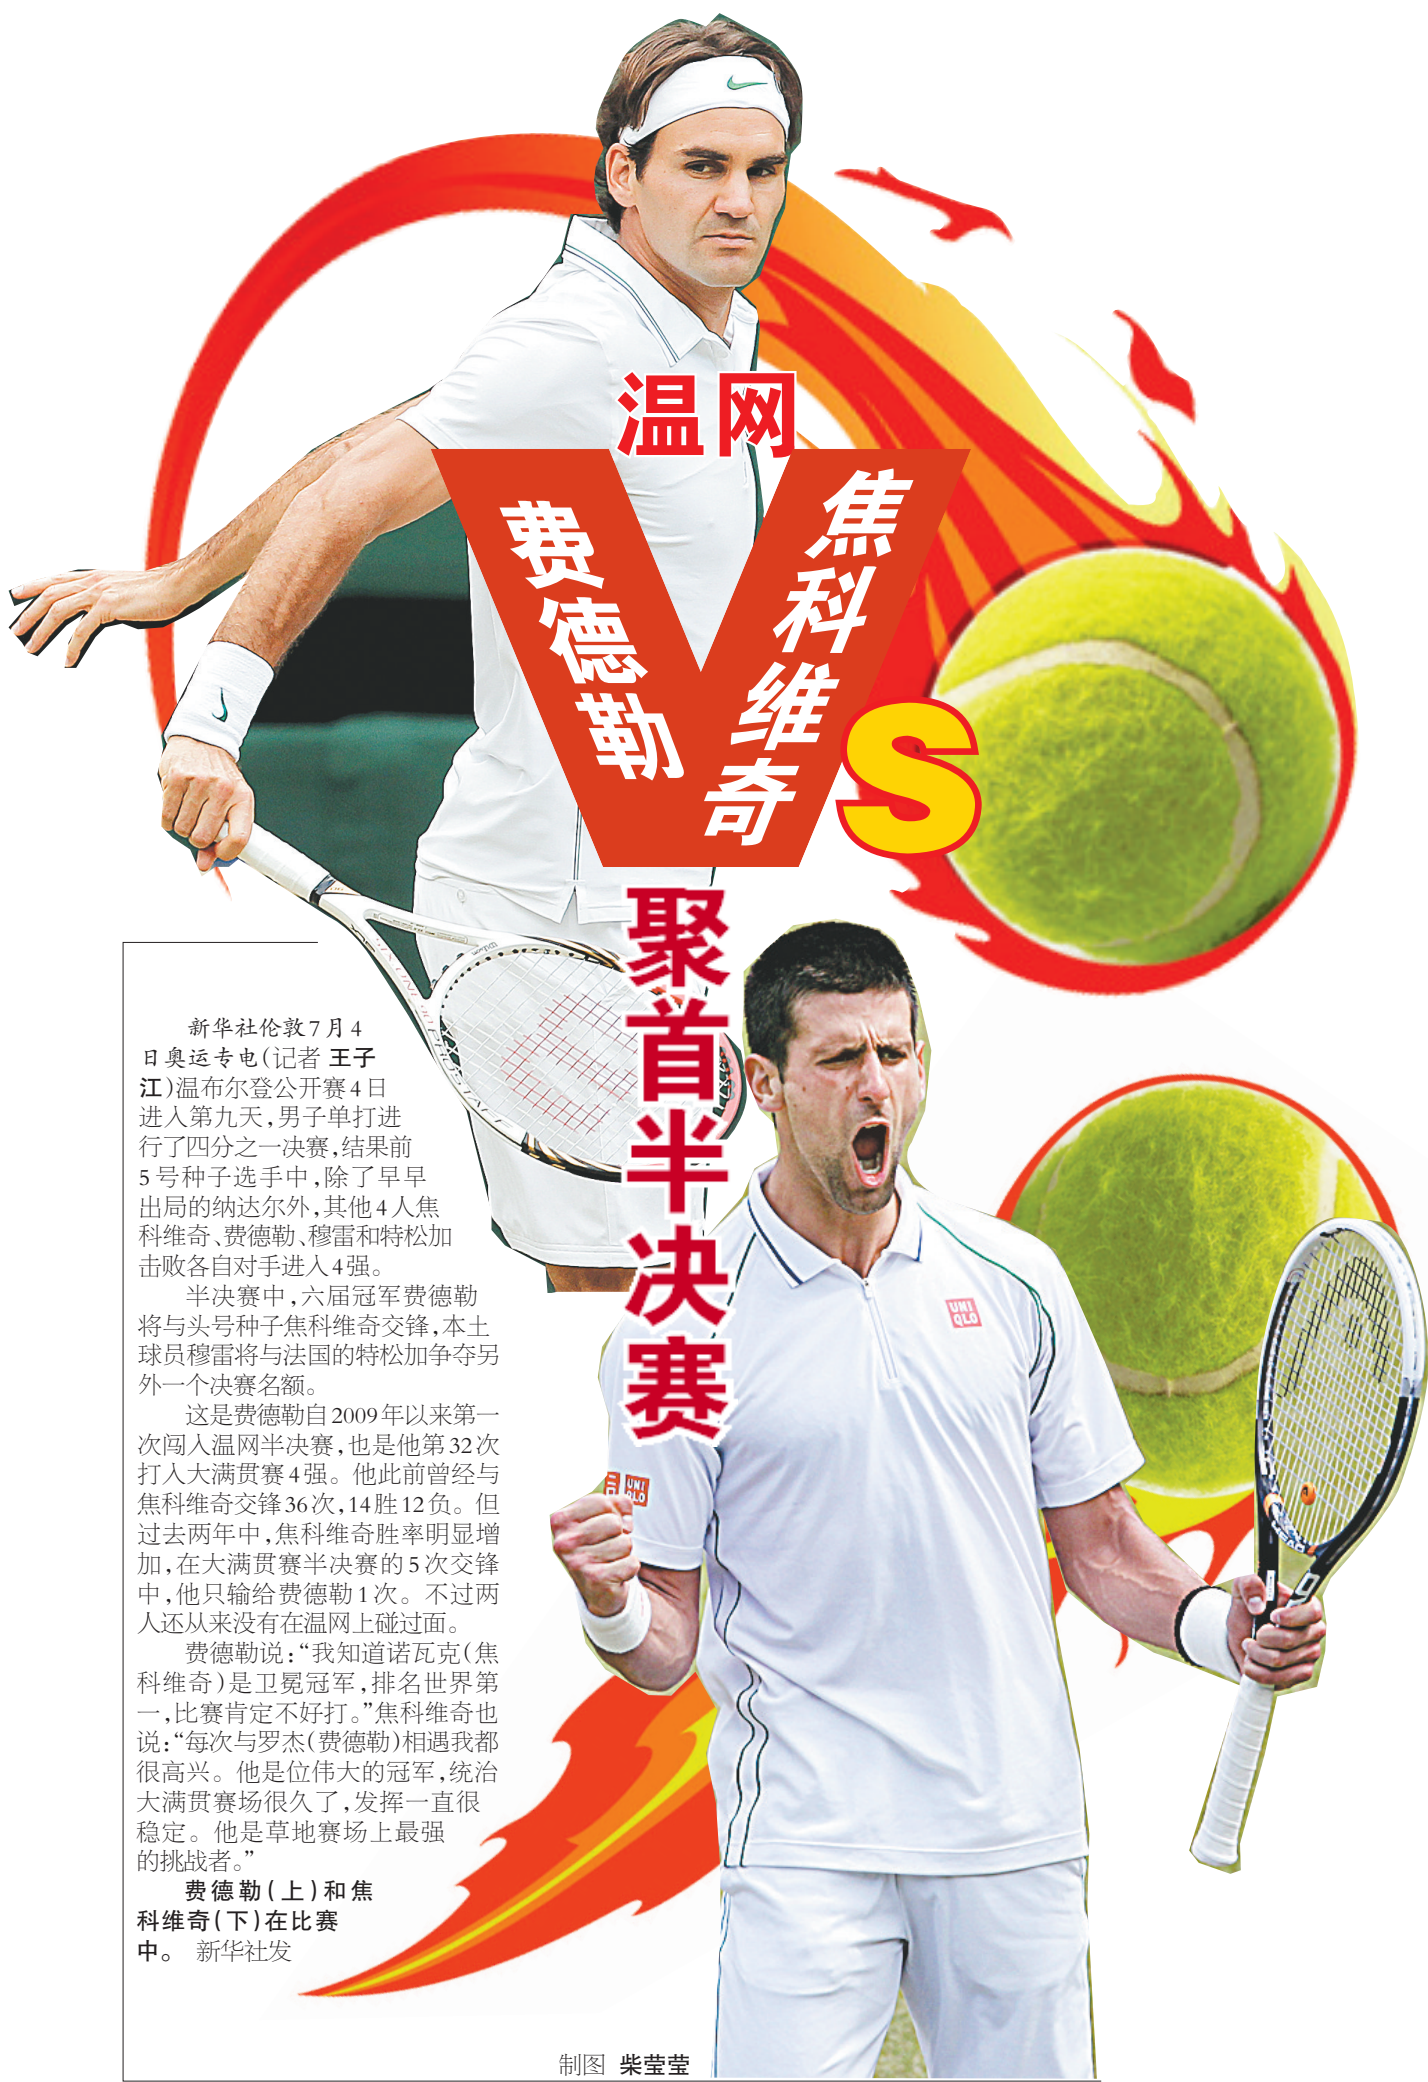 温网
费德勒
VS
焦科维奇
聚首半决赛
新华社伦敦7月4
日奥运专电(记者 王子
江)温布尔登公开赛4日
进入第九天,男子单打进
行了四分之一决赛,结果前
5号种子选手中,除了早早
出局的纳达尔外,其他4人焦
科维奇、费德勒、穆雷和特松加
击败各自对手进入4强。
半决赛中,六届冠军费德勒
将与头号种子焦科维奇交锋,本土
球员穆雷将与法国的特松加争夺另
外一个决赛名额。
这是费德勒自2009年以来第一
次闯入温网半决赛,也是他第32次
打入大满贯赛4强。他此前曾经与
焦科维奇交锋36次,14胜12负。但
过去两年中,焦科维奇胜率明显增
加,在大满贯赛半决赛的5次交锋
中,他只输给费德勒1次。不过两
人还从来没有在温网上碰过面。
费德勒说:“我知道诺瓦克(焦
科维奇)是卫冕冠军,排名世界第
一,比赛肯定不好打。”焦科维奇也
说:“每次与罗杰(费德勒)相遇我都
很高兴。他是位伟大的冠军,统治
大满贯赛场很久了,发挥一直很
稳定。他是草地赛场上最强
的挑战者。”
费德勒(上)和焦
科维奇(下)在比赛
中。 新华社发
制图 柴莹莹
UNI
QLO
UNI
QLO
HEAD